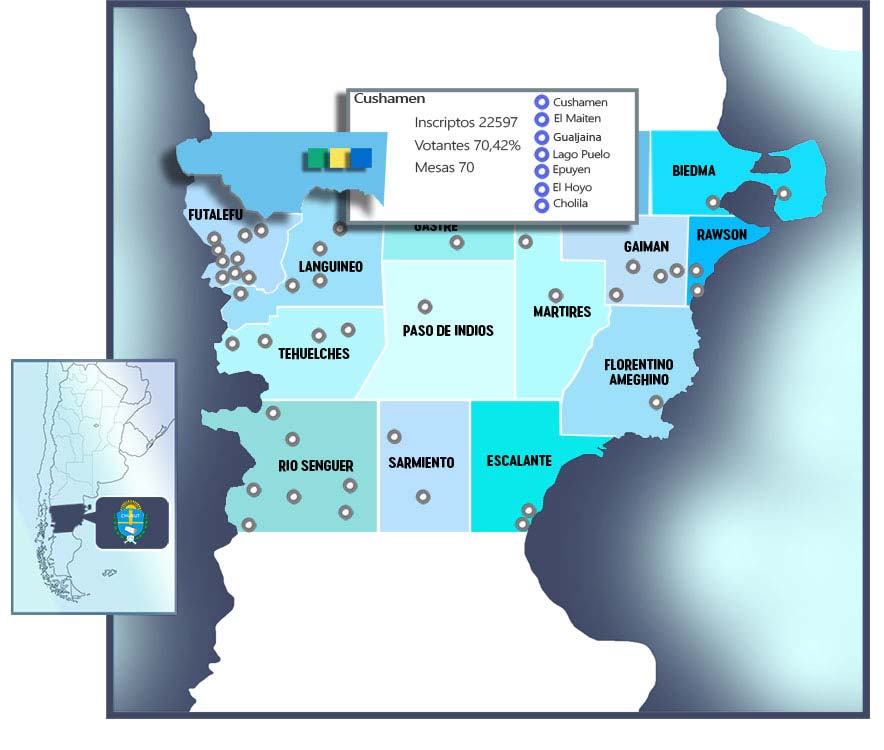 Cushamen
Inscriptos 22597
Votantes 70,42%
Mesas 70
Cushamen
El Maiten
Gualjaina
Lago Puelo
Epuyen
El Hoyo
Cholila
BIEDMA
FUTALEFU
GASTRE
RAWSON
GAIMAN
LANGUINEO
MARTIRES
PASO DE INDIOS
TEHUELCHES
FLORENTINO
AMEGHINO
RIO SENGUER
SARMIENTO
ESCALANTE
CHUBUT